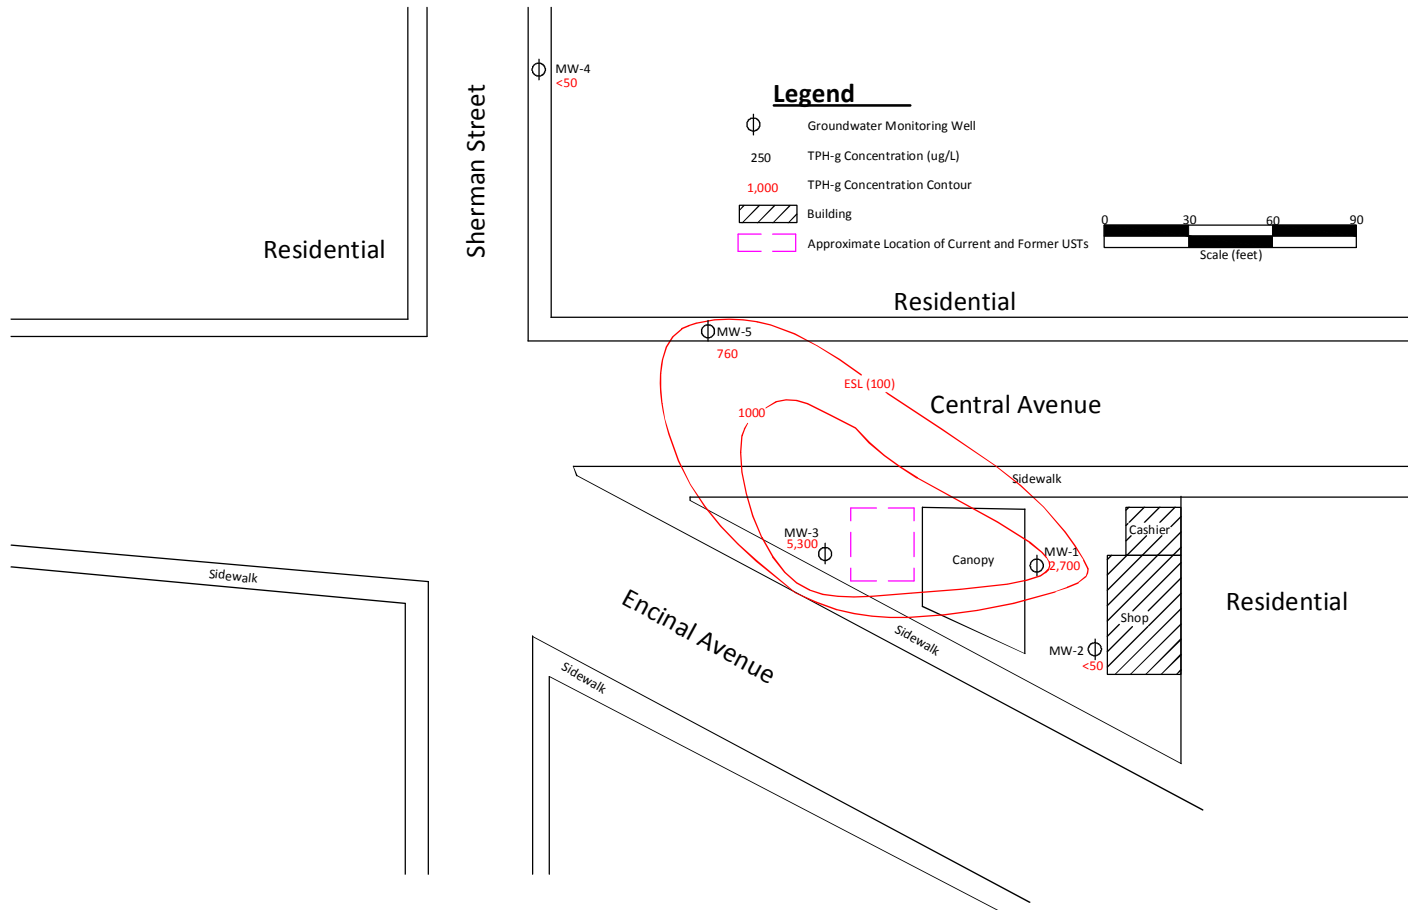 MW-4
<50
Sherman Street
Legend
Groundwater Monitoring Well
250
TPH-g Concentration (ug/L)
1,000
TPH-g Concentration Contour
Building
Approximate Location of Current and Former USTs
0 30 60 90
Scale (feet)
Residential
Residential
MW-5
760
ESL (100)
1000
Central Avenue
Sidewalk
MW-3
5,300
Canopy
MW-1
2,700
Cashier
Sidewalk
Encinal Avenue
Sidewalk
Shop
Residential
MW-2
<50
Sidewalk